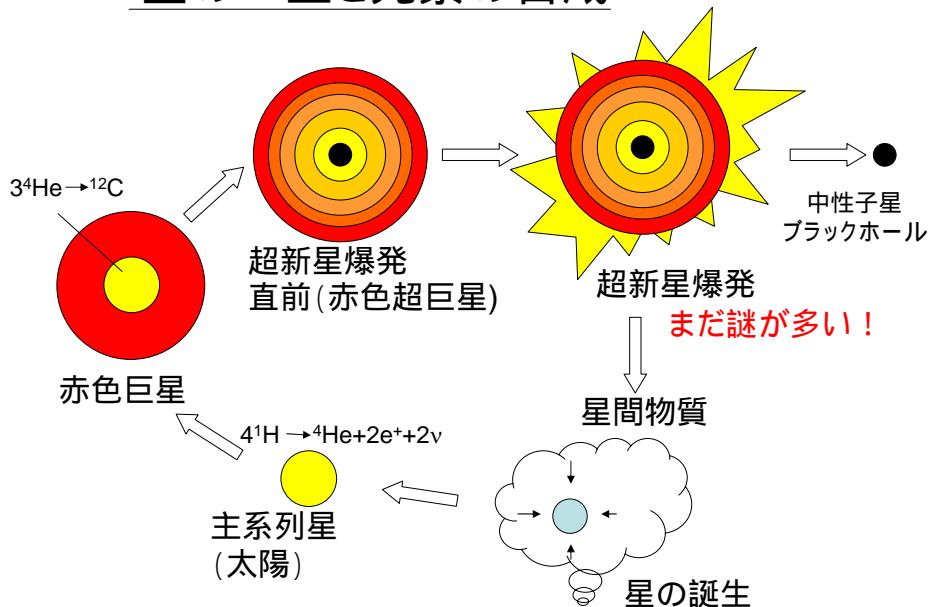 3⁴He→¹²C
超新星爆発
直前(赤色超巨星)
超新星爆発
まだ謎が多い！
中性子星
ブラックホール
赤色巨星
星間物質
4¹H→⁴He+2e⁺+2ν
主系列星
(太陽)
星の誕生